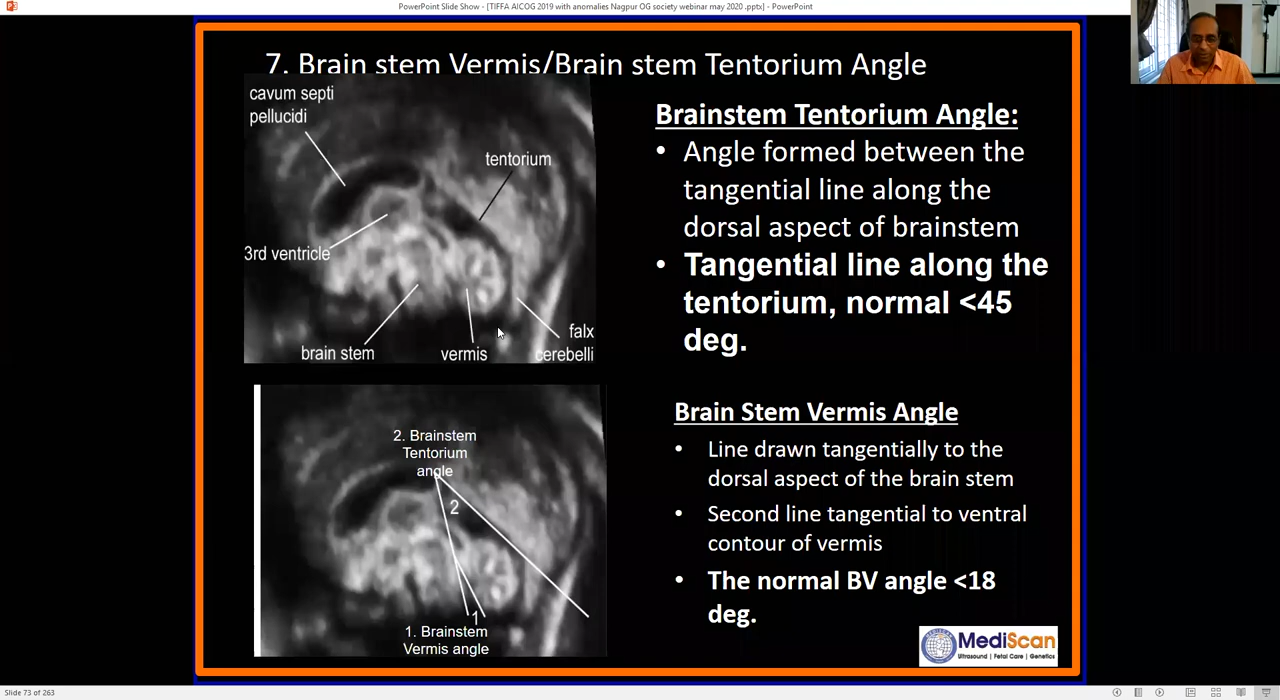 PowerPoint Slide Show - [TIFFA AICOG 2019 with anomalies Nagpur OG society webinar may 2020 .pptx] - PowerPoint
7. Brain stem Vermis/Brain stem Tentorium Angle
cavum septi
pellucidi
tentorium
3rd ventricle
brain stem
vermis
falx
cerebelli
Brainstem Tentorium Angle:
• Angle formed between the
tangential line along the
dorsal aspect of brainstem
• Tangential line along the
tentorium, normal <45
deg.
2. Brainstem
Tentorium
angle
2
1
1. Brainstem
Vermis angle
Brain Stem Vermis Angle
• Line drawn tangentially to the
dorsal aspect of the brain stem
• Second line tangential to ventral
contour of vermis
• The normal BV angle <18
deg.
MediScan
Ultrasound | Fetal Care | Genetics
Slide 73 of 263